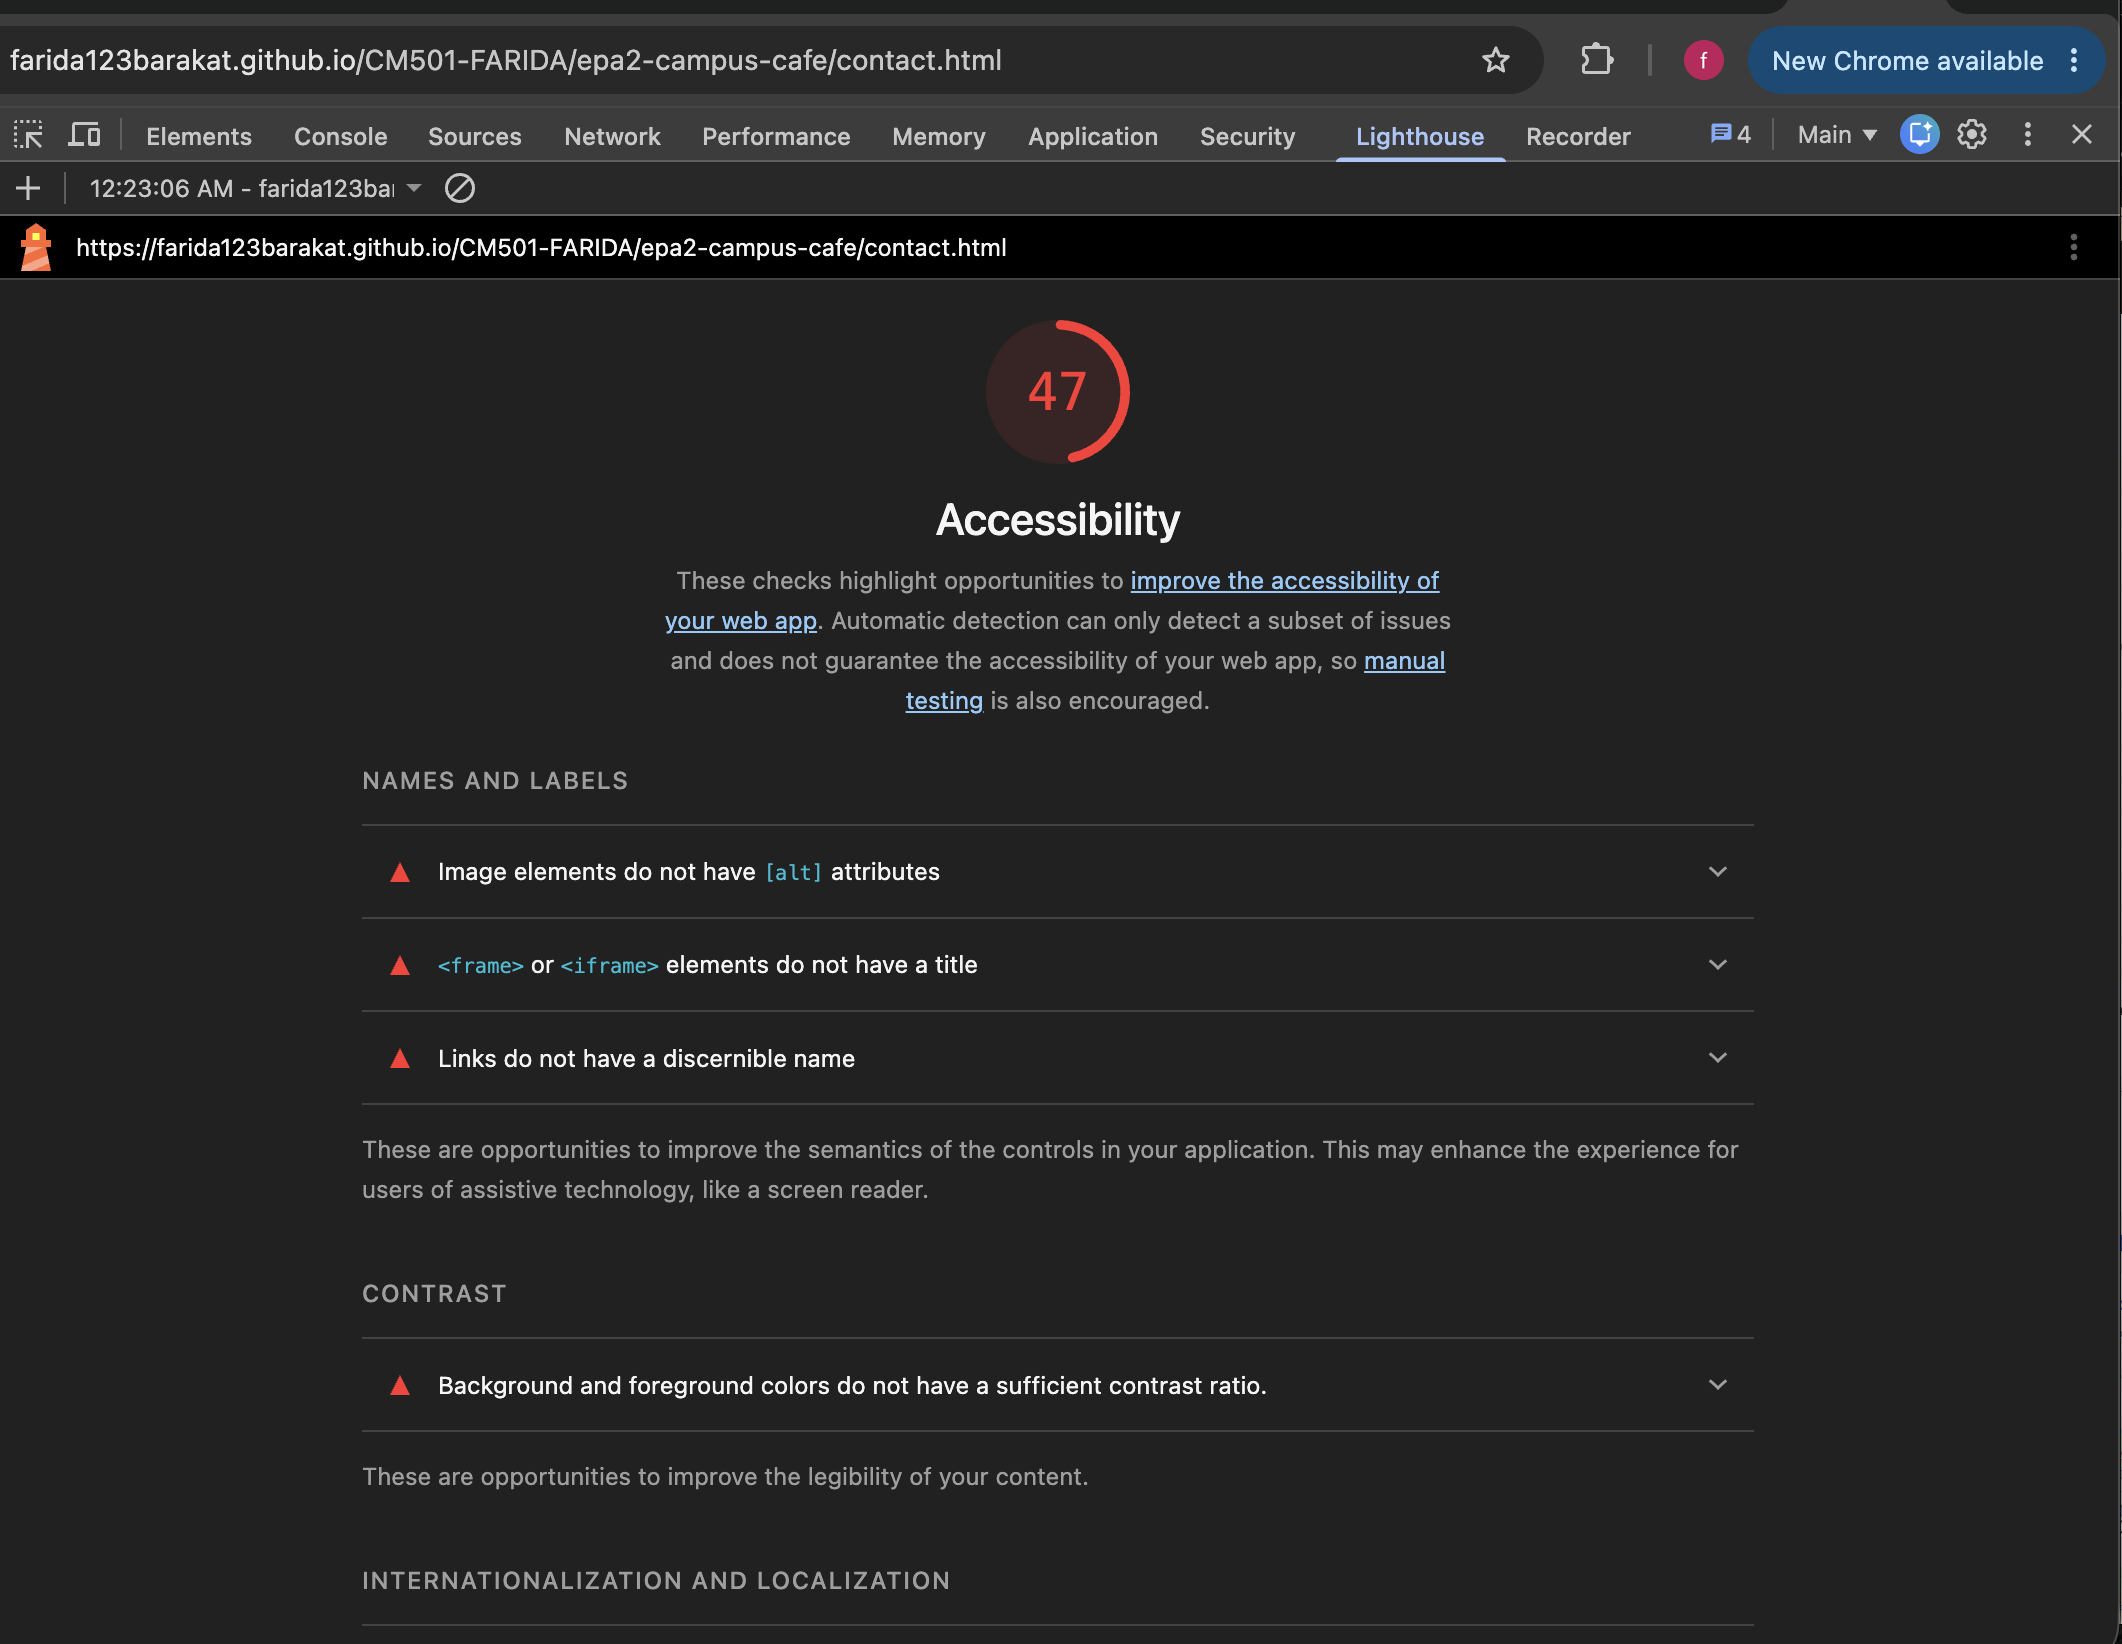 farida123barakat.github.io/CM501-FARIDA/epa2-campus-cafe/contact.html
f
New Chrome available
Elements Console Sources Network Performance Memory Application Security Lighthouse Recorder 4 Main
12:23:06 AM - farida123bar
https://farida123barakat.github.io/CM501-FARIDA/epa2-campus-cafe/contact.html
47
Accessibility
These checks highlight opportunities to improve the accessibility of
your web app. Automatic detection can only detect a subset of issues
and does not guarantee the accessibility of your web app, so manual
testing is also encouraged.
NAMES AND LABELS
Image elements do not have [alt] attributes
<frame> or <iframe> elements do not have a title
Links do not have a discernible name
These are opportunities to improve the semantics of the controls in your application. This may enhance the experience for
users of assistive technology, like a screen reader.
CONTRAST
Background and foreground colors do not have a sufficient contrast ratio.
These are opportunities to improve the legibility of your content.
INTERNATIONALIZATION AND LOCALIZATION